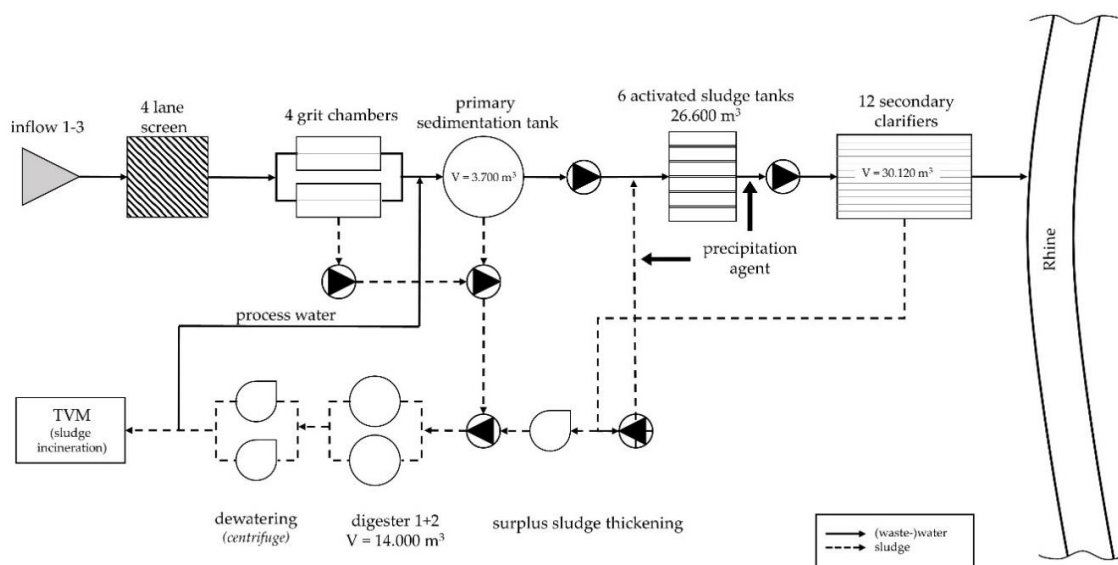 inflow 1-3
4 lane
screen
4 grit chambers
primary
sedimentation tank
V = 3.700 m³
6 activated sludge tanks
26.600 m³
12 secondary
clarifiers
V = 30.120 m³
precipitation
agent
Rhine
process water
TVM
(sludge
incineration)
dewatering
(centrifuge)
digester 1+2
V = 14.000 m³
surplus sludge thickening
(waste-)water
sludge